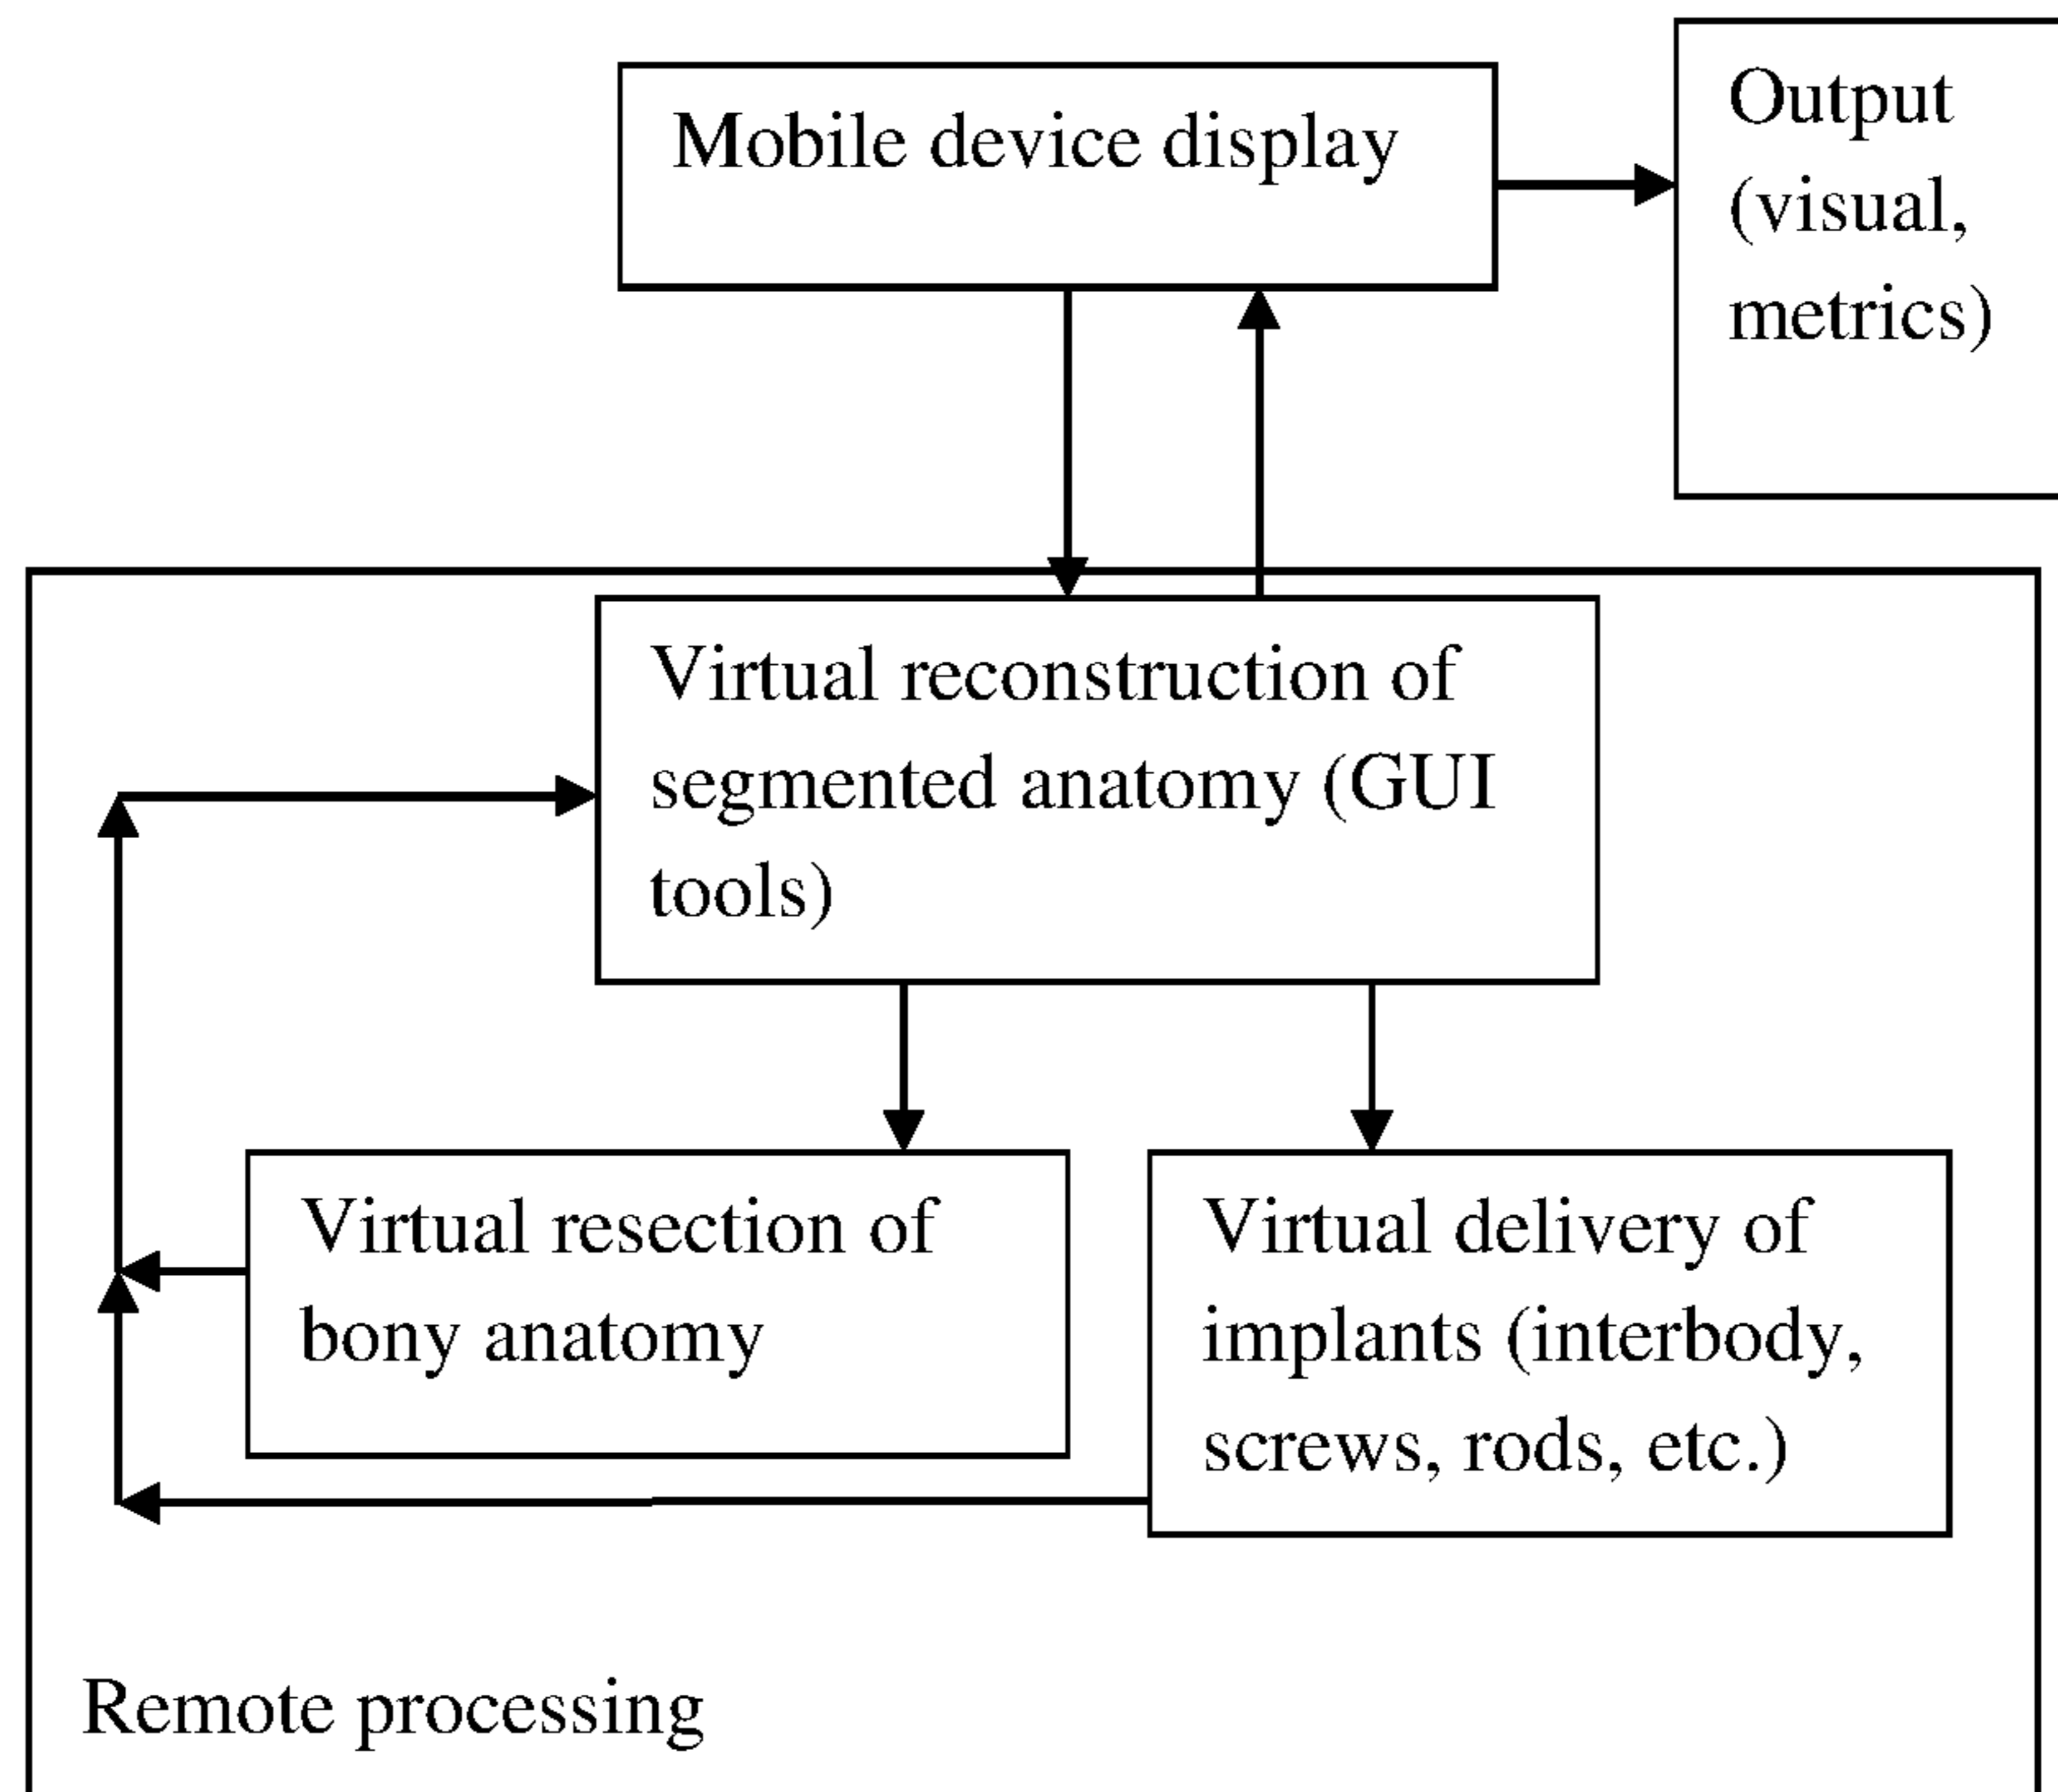 Mobile device display
Output
(visual,
metrics)
Virtual reconstruction of
segmented anatomy (GUI
tools)
Virtual resection of
bony anatomy
Virtual delivery of
implants (interbody,
screws, rods, etc.)
Remote processing